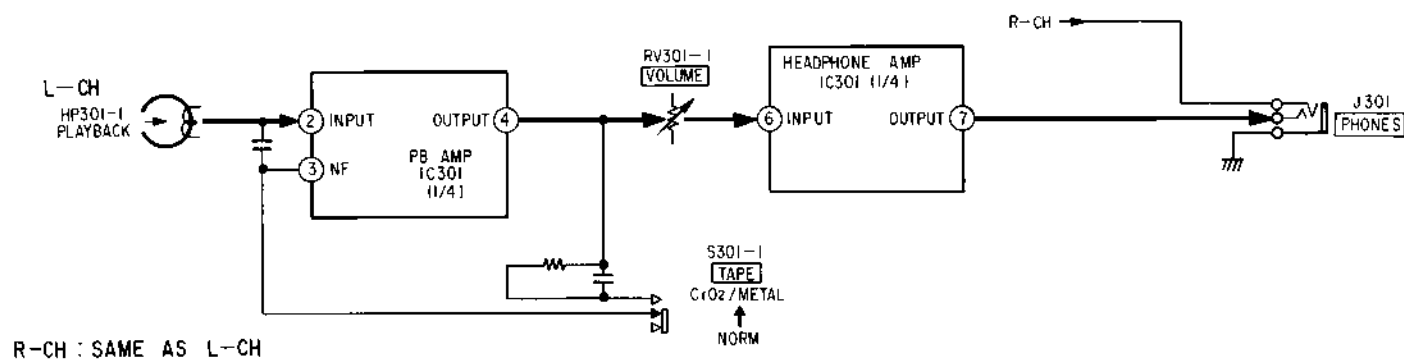 R-CH
L-CH
HP301-1
PLAYBACK
2 INPUT
OUTPUT 4
3 NF
PB AMP
IC301
(1/4)
RV301-1
VOLUME
HEADPHONE AMP
IC301 (1/4)
6 INPUT
OUTPUT 7
J301
PHONES
S301-1
TAPE
CrO2/METAL
NORM
R-CH : SAME AS L-CH